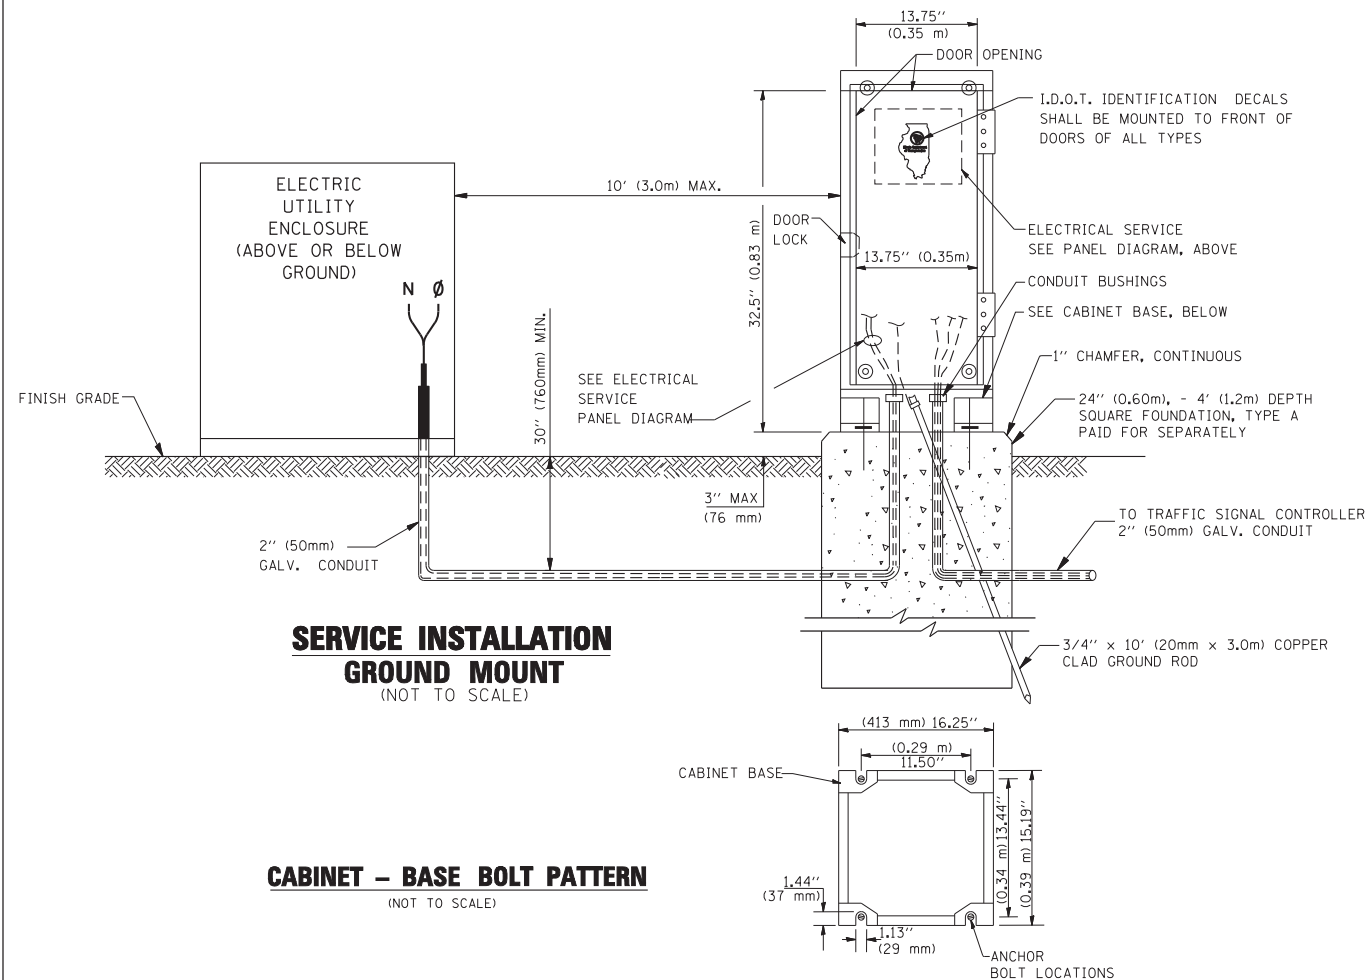 13.75"
(0.35 m)
DOOR OPENING
I.D.O.T. IDENTIFICATION DECALS
SHALL BE MOUNTED TO FRONT OF
DOORS OF ALL TYPES
ELECTRIC
UTILITY
ENCLOSURE
(ABOVE OR BELOW
GROUND)
N Ø
10' (3.0m) MAX.
DOOR
LOCK
32.5" (0.83 m)
13.75" (0.35m)
ELECTRICAL SERVICE
SEE PANEL DIAGRAM, ABOVE
CONDUIT BUSHINGS
SEE CABINET BASE, BELOW
1" CHAMFER, CONTINUOUS
24" (0.60m), - 4' (1.2m) DEPTH
SQUARE FOUNDATION, TYPE A
PAID FOR SEPARATELY
FINISH GRADE
30" (760mm) MIN.
SEE ELECTRICAL
SERVICE
PANEL DIAGRAM
3" MAX
(76 mm)
2" (50mm)
GALV. CONDUIT
TO TRAFFIC SIGNAL CONTROLLER
2" (50mm) GALV. CONDUIT
3/4" x 10' (20mm x 3.0m) COPPER
CLAD GROUND ROD
SERVICE INSTALLATION
GROUND MOUNT
(NOT TO SCALE)
(413 mm) 16.25"
(0.29 m)
11.50"
CABINET BASE
(0.34 m) 13.44"
(0.39 m) 15.19"
1.44"
(37 mm)
1.13"
(29 mm)
ANCHOR
BOLT LOCATIONS
CABINET – BASE BOLT PATTERN
(NOT TO SCALE)